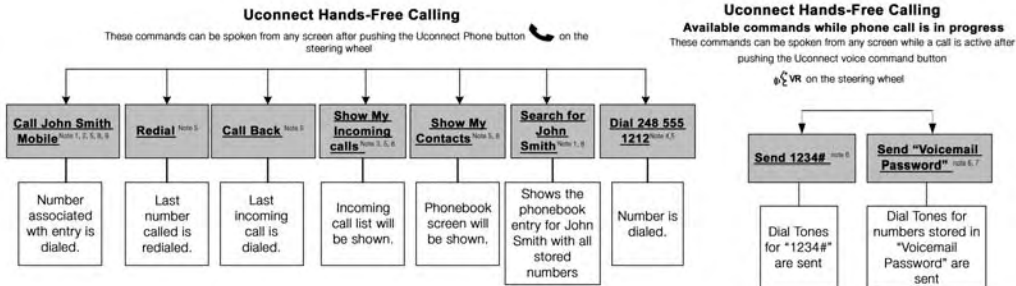 Uconnect Hands-Free Calling
These commands can be spoken from any screen after pushing the Uconnect Phone button on the
steering wheel
Call John Smith
Mobile Note 1, 2, 5, 8, 9
Number
associated
wth entry is
dialed.
Redial Note 5
Last
number
called is
redialed.
Call Back Note 5
Last
incoming
call is
dialed.
Show My
Incoming
calls Note 3, 5, 8
Incoming
call list will
be shown.
Show My
Contacts Note 5, 8
Phonebook
screen will
be shown.
Search for
John
Smith Note 1, 8
Shows the
phonebook
entry for John
Smith with all
stored
numbers
Dial 248 555
1212 Note 4,5
Number is
dialed.
Uconnect Hands-Free Calling
Available commands while phone call is in progress
These commands can be spoken from any screen while a call is active after
pushing the Uconnect voice command button
VR on the steering wheel
Send 1234# note 6
Dial Tones
for "1234#"
are sent
Send “Voicemail
Password” note 6, 7
Dial Tones for
numbers stored in
"Voicemail
Password" are
sent